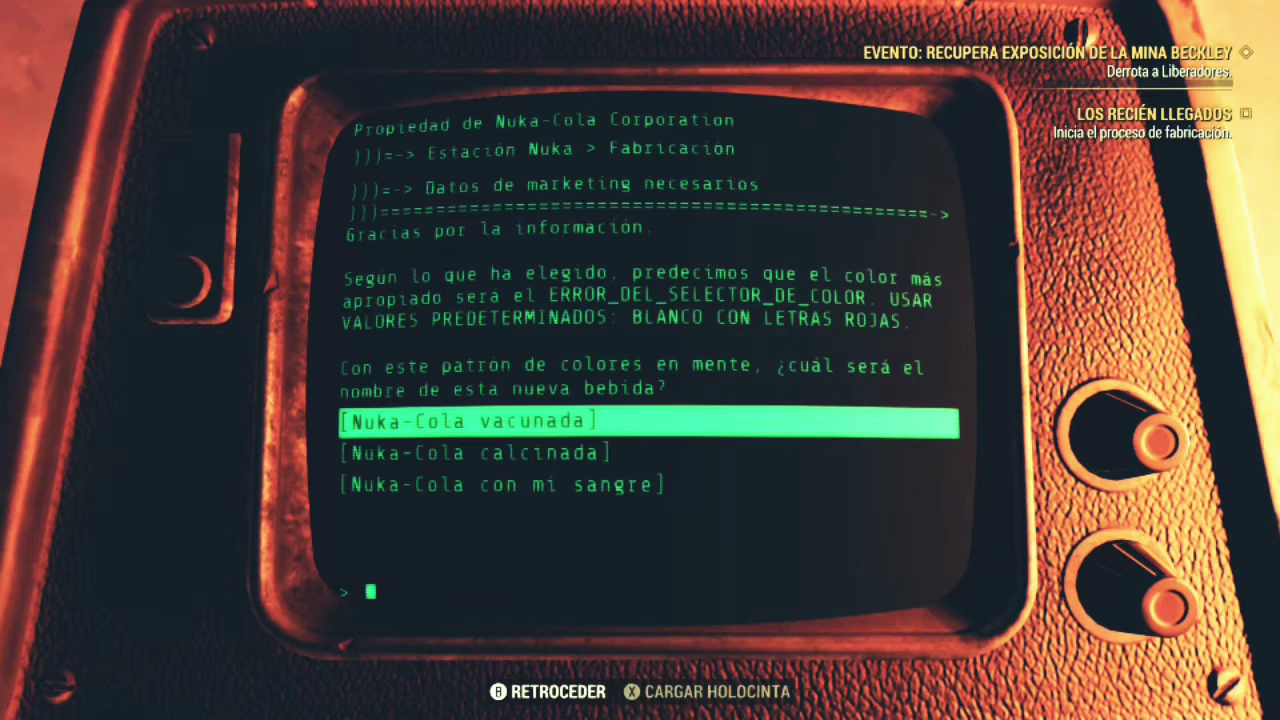 EVENTO: RECUPERA EXPOSICIÓN DE LA MINA BECKLEY
Derrota a Liberadores.
LOS RECIÉN LLEGADOS
Inicia el proceso de fabricación.
Propiedad de Nuka-Cola Corporation
)))=-> Estación Nuka > Fabricación
)))=-> Datos de marketing necesarios
)))==================================================->
Gracias por la información.
Según lo que ha elegido, predecimos que el color más
apropiado será el ERROR_DEL_SELECTOR_DE_COLOR. USAR
VALORES PREDETERMINADOS: BLANCO CON LETRAS ROJAS.
Con este patrón de colores en mente, ¿cuál será el
nombre de esta nueva bebida?
[Nuka-Cola vacunada]
[Nuka-Cola calcinada]
[Nuka-Cola con mi sangre]
>
B RETROCEDER X CARGAR HOLOCINTA